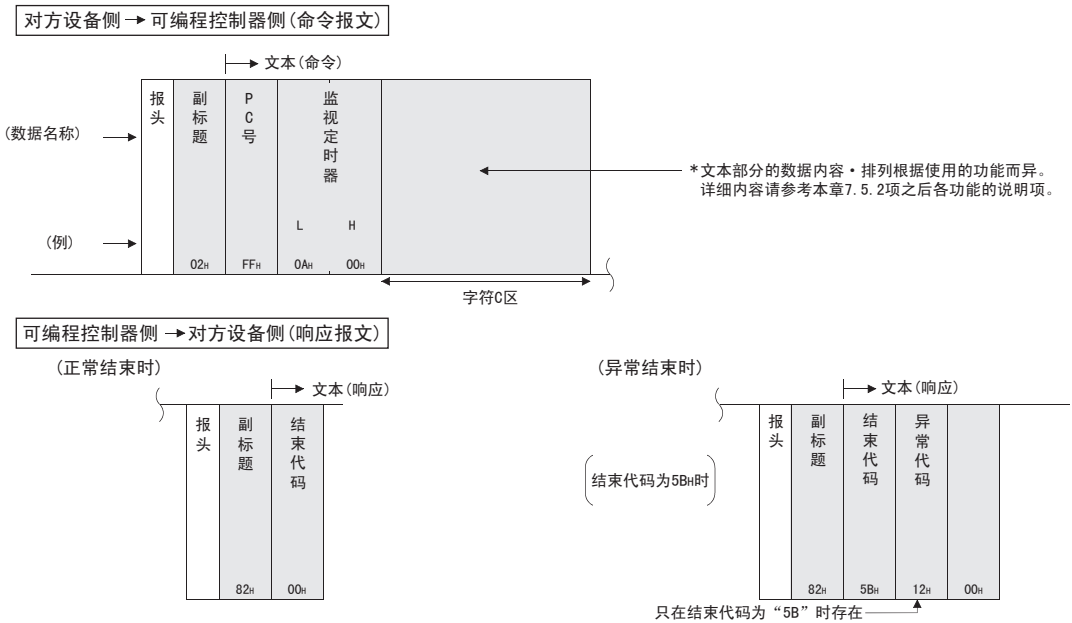 对方设备侧 → 可编程控制器侧(命令报文)
文本(命令)
(数据名称)
报头
副标题
PC号
监视定时器
*文本部分的数据内容·排列根据使用的功能而异。
详细内容请参考本章7.5.2项之后各功能的说明项。
L H
(例)
02H FFH 0AH 00H
字符C区
可编程控制器侧 → 对方设备侧(响应报文)
(正常结束时)
文本(响应)
报头
副标题
结束代码
82H 00H
(异常结束时)
文本(响应)
报头
副标题
结束代码
异常代码
(结束代码为5BH时)
82H 5BH 12H 00H
只在结束代码为“5B”时存在